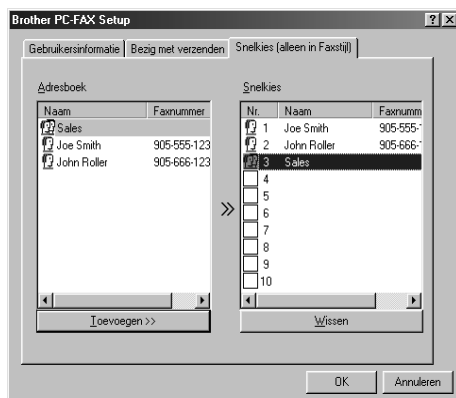 Brother PC-FAX Setup
Gebruikersinformatie Bezig met verzenden Snelkies (alleen in Faxstijl)
Adresboek
Naam Faxnummer
Sales
Joe Smith 905-555-123
John Roller 905-666-123
Toevoegen >>
>>
Snelkies
Nr. Naam Faxnumm
1 Joe Smith 905-555-
2 John Roller 905-666-
3 Sales
4
5
6
7
8
9
10
Wissen
OK Annuleren